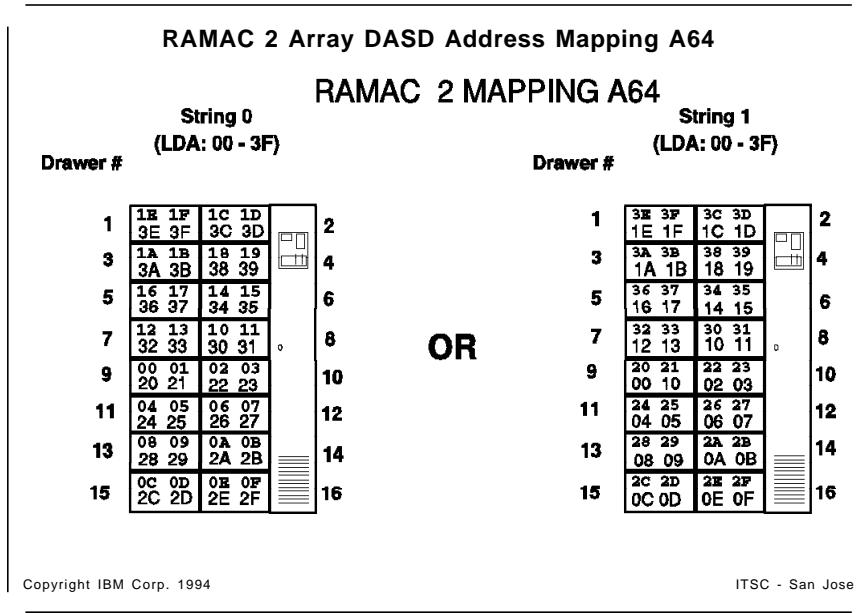 RAMAC 2 Array DASD Address Mapping A64
RAMAC 2 MAPPING A64
String 0
(LDA: 00 - 3F)
Drawer #
1 1E 1F 1C 1D 2
3E 3F 3C 3D
3 1A 1B 18 19 4
3A 3B 38 39
5 16 17 14 15 6
36 37 34 35
7 12 13 10 11 8
32 33 30 31
9 00 01 02 03 10
20 21 22 23
11 04 05 06 07 12
24 25 26 27
13 08 09 0A 0B 14
28 29 2A 2B
15 0C 0D 0E 0F 16
2C 2D 2E 2F
OR
String 1
(LDA: 00 - 3F)
Drawer #
1 3E 3F 3C 3D 2
1E 1F 1C 1D
3 3A 3B 38 39 4
1A 1B 18 19
5 36 37 34 35 6
16 17 14 15
7 32 33 30 31 8
12 13 10 11
9 20 21 22 23 10
00 10 02 03
11 24 25 26 27 12
04 05 06 07
13 28 29 2A 2B 14
08 09 0A 0B
15 2C 2D 2E 2F 16
0C 0D 0E 0F
Copyright IBM Corp. 1994
ITSC - San Jose